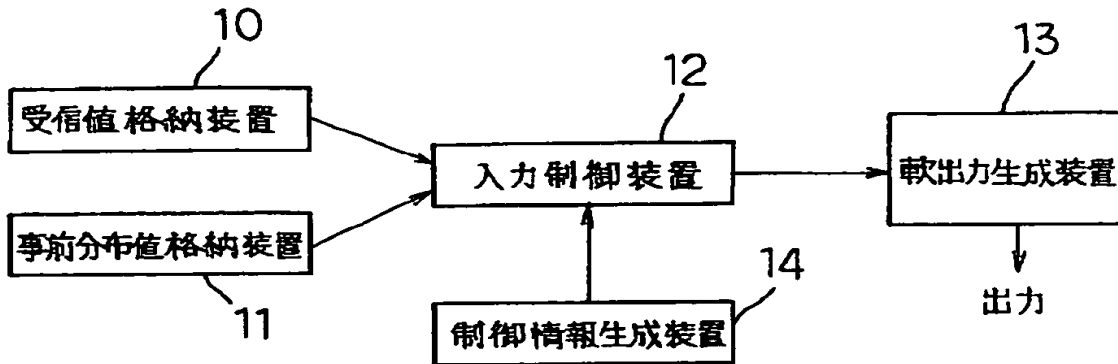 10
受信値格納装置
12
入力制御装置
13
軟出力生成装置
事前分布値格納装置
11
14
制御情報生成装置
出力